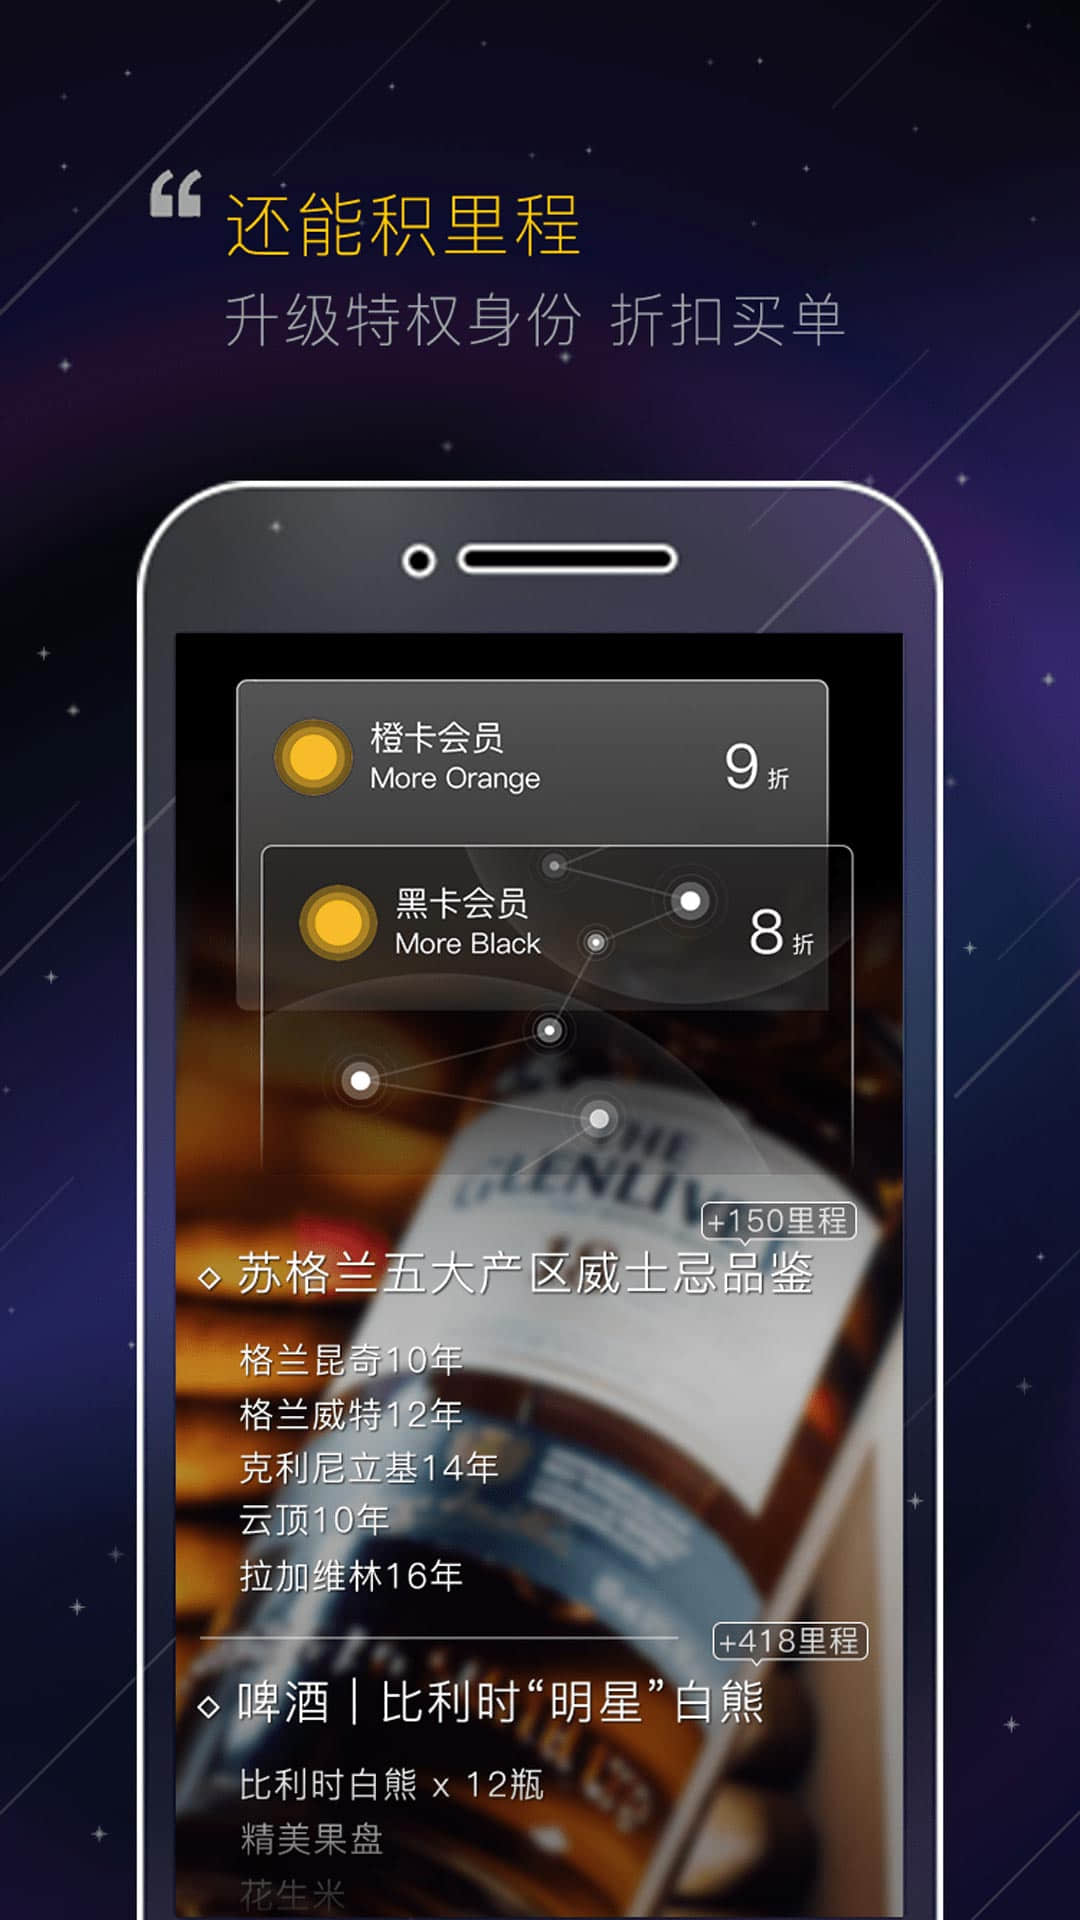 “
还能积里程
升级特权身份 折扣买单
橙卡会员
More Orange
9折
黑卡会员
More Black
8折
THE
GLENLIV
+150里程
◇ 苏格兰五大产区威士忌品鉴
格兰昆奇10年
格兰威特12年
克利尼立基14年
云顶10年
拉加维林16年
+418里程
◇ 啤酒 | 比利时“明星”白熊
比利时白熊 x 12瓶
精美果盘
花生米